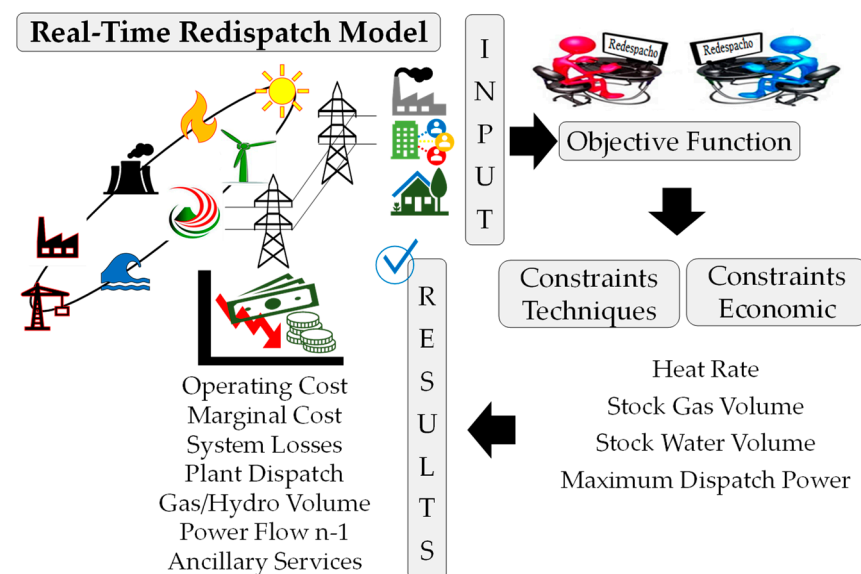 Real-Time Redispatch Model
INPUT
Redespacho
Redespacho
Objective Function
Constraints
Techniques
Constraints
Economic
Heat Rate
Stock Gas Volume
Stock Water Volume
Maximum Dispatch Power
RESULTS
Operating Cost
Marginal Cost
System Losses
Plant Dispatch
Gas/Hydro Volume
Power Flow n-1
Ancillary Services